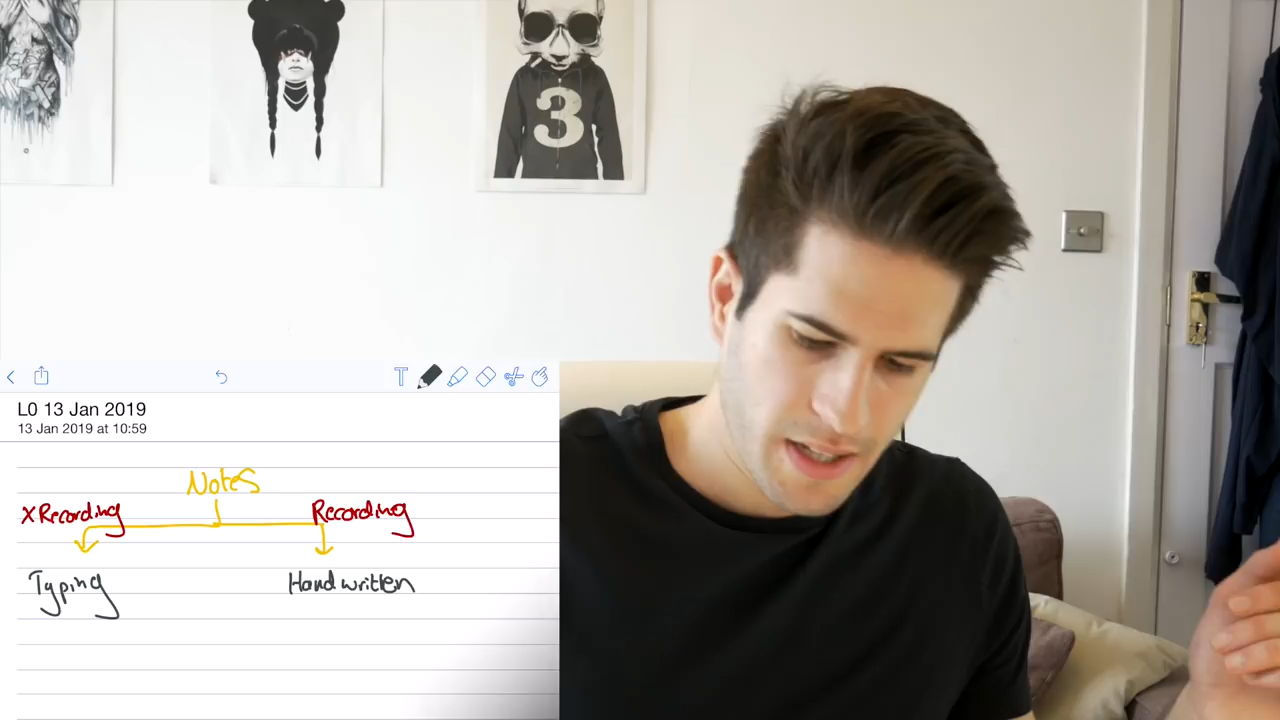 3
L0 13 Jan 2019
13 Jan 2019 at 10:59
Notes
X Recording Recording
Typing Handwritten